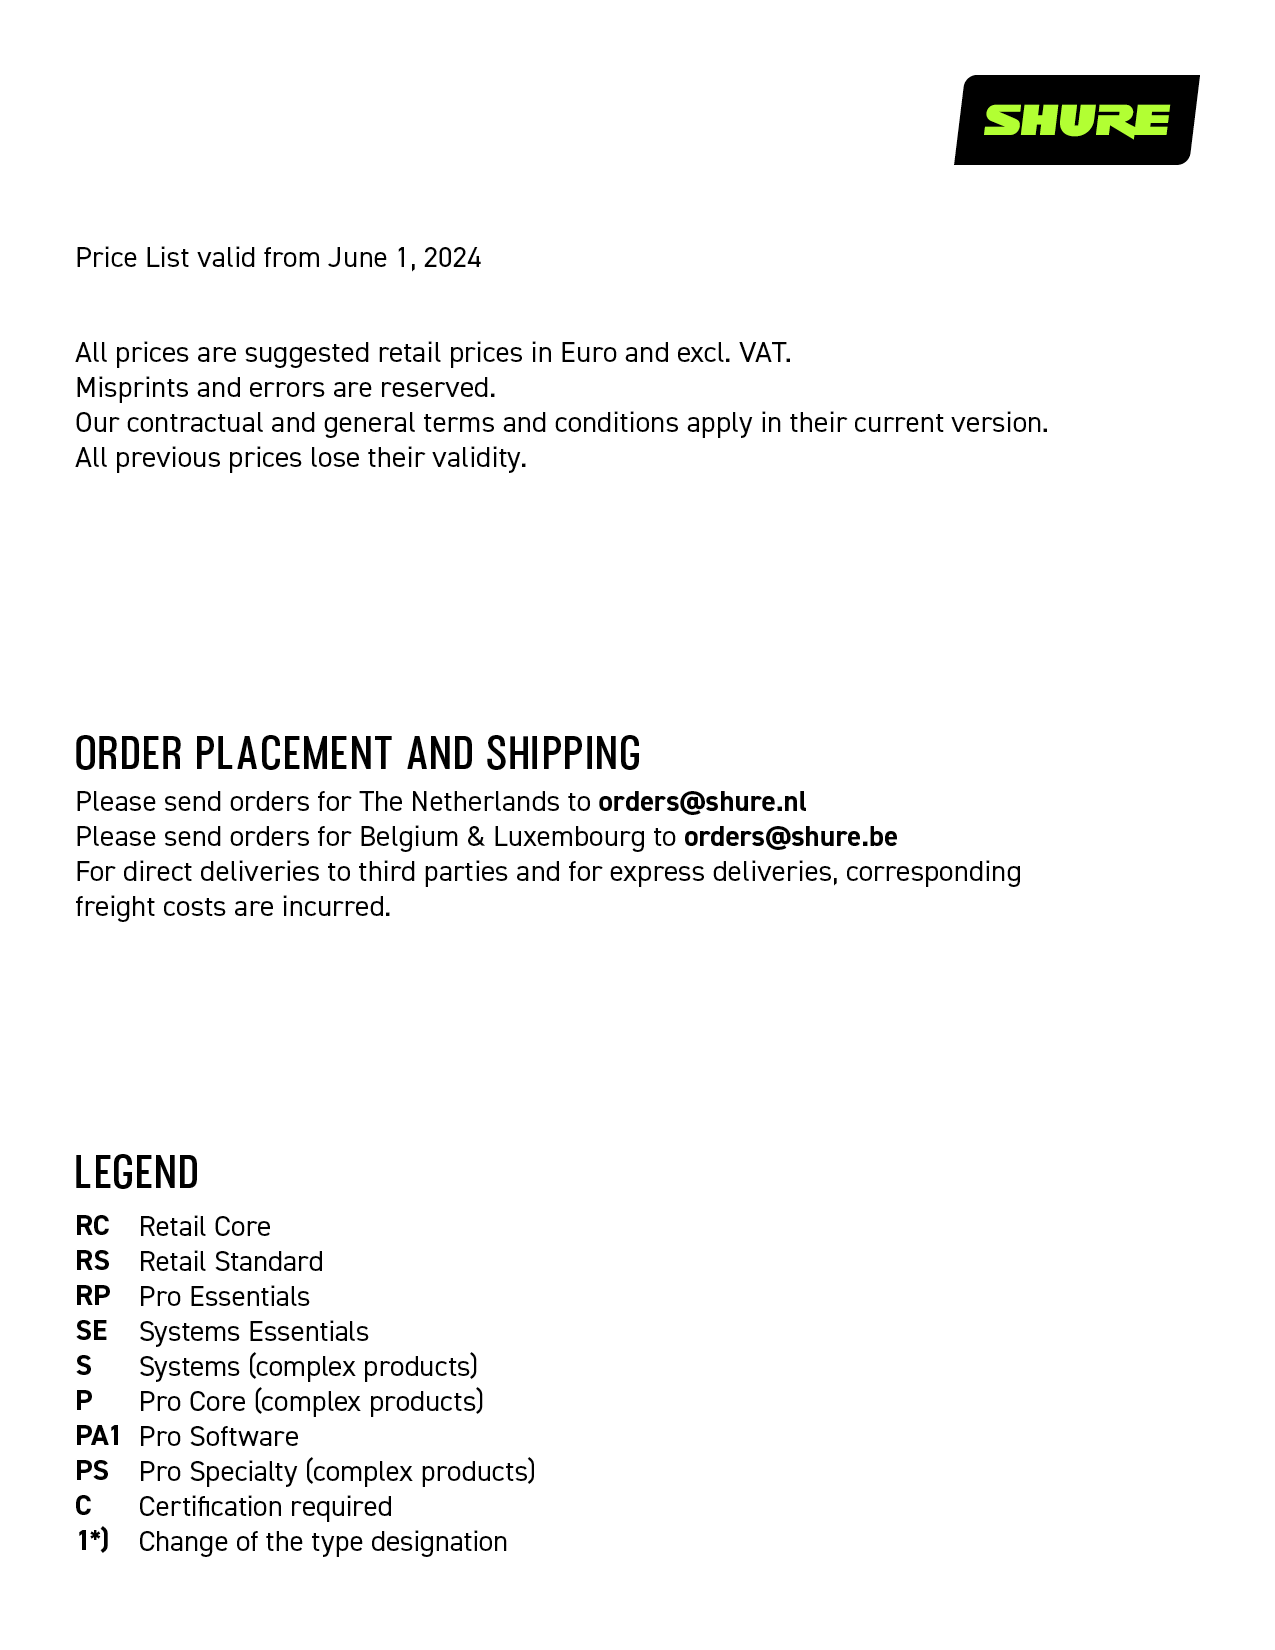 SHURE
Price List valid from June 1, 2024
All prices are suggested retail prices in Euro and excl. VAT.
Misprints and errors are reserved.
Our contractual and general terms and conditions apply in their current version.
All previous prices lose their validity.
ORDER PLACEMENT AND SHIPPING
Please send orders for The Netherlands to orders@shure.nl
Please send orders for Belgium & Luxembourg to orders@shure.be
For direct deliveries to third parties and for express deliveries, corresponding
freight costs are incurred.
LEGEND
RC Retail Core
RS Retail Standard
RP Pro Essentials
SE Systems Essentials
S Systems (complex products)
P Pro Core (complex products)
PA1 Pro Software
PS Pro Specialty (complex products)
C Certification required
1*) Change of the type designation